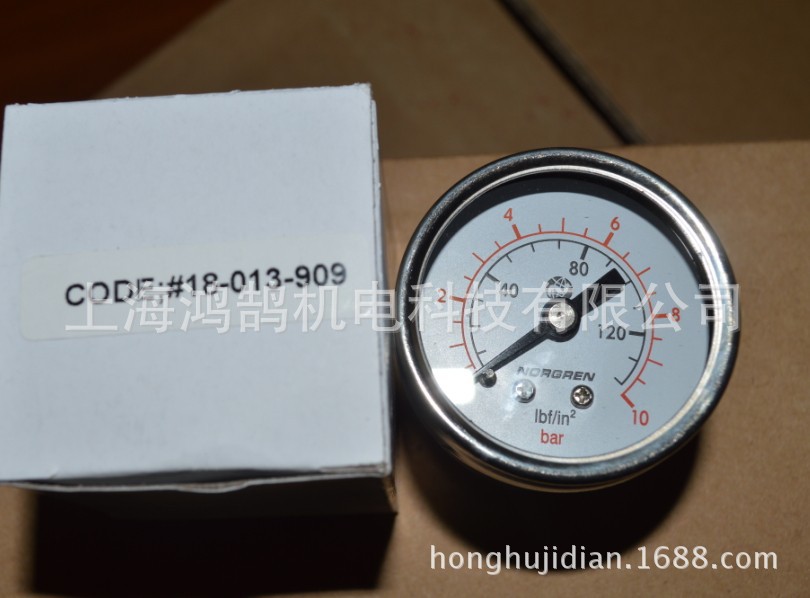 CODE:#18-013-909
上海鸿鹄机电科技有限公司
4 6
2 40 80 8
120
NORGREN
10
lbf/in²
bar
honghujidian.1688.com